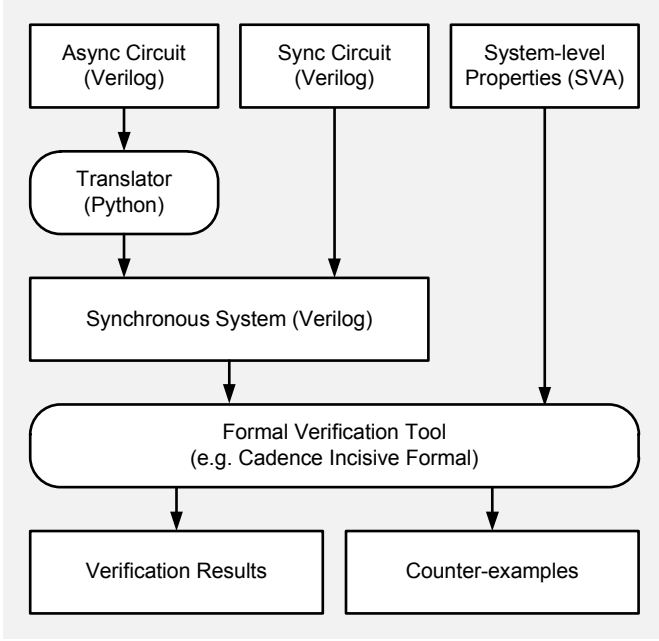 Async Circuit
(Verilog)
Sync Circuit
(Verilog)
System-level
Properties (SVA)
Translator
(Python)
Synchronous System (Verilog)
Formal Verification Tool
(e.g. Cadence Incisive Formal)
Verification Results
Counter-examples